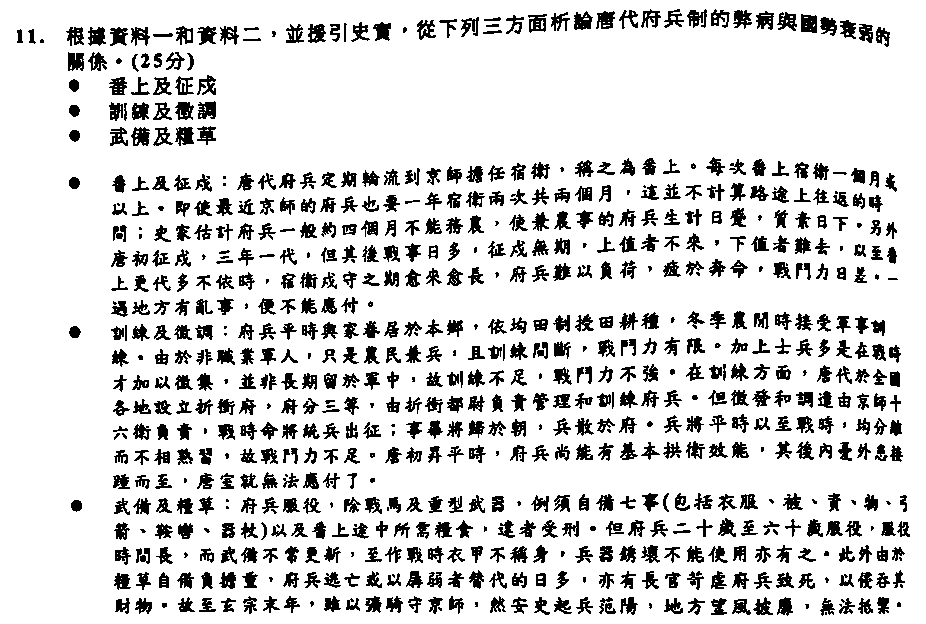 11. 根據資料一和資料二，並援引史實，從下列三方面析論唐代府兵制的弊病與國勢衰弱的
關係。(25分)
● 番上及征戍
● 訓練及徵調
● 武備及糧草
● 番上及征戍：唐代府兵定期輪流到京師擔任宿衛，稱之為番上。每次番上宿衛一個月或
以上。即使最近京師的府兵也要一年宿衛兩次共兩個月，這並不計算路途上往返的時
間；史家估計府兵一般約四個月不能務農，使兼農事的府兵生計日蹙，質素日下。另外
唐初征戍，三年一代，但其後戰事日多，征戍無期，上值者不來，下值者難去，以至番
上更代多不依時，宿衛戍守之期愈來愈長，府兵難以負荷，疲於奔命，戰鬥力日差。一
遇地方有亂事，便不能應付。
● 訓練及徵調：府兵平時與家眷居於本鄉，依均田制授田耕種，冬季農閒時接受軍事訓
練。由於非職業軍人，只是農民兼兵，且訓練間斷，戰鬥力有限。加上士兵多是在戰時
才加以徵集，並非長期留於軍中，故訓練不足，戰鬥力不強。在訓練方面，唐代於全國
各地設立折衝府，府分三等，由折衝都尉負責管理和訓練府兵。但徵發和調遣由京師十
六衛負責，戰時命將統兵出征；事畢將歸於朝，兵散於府。兵將平時以至戰時，均分離
而不相熟習，故戰鬥力不足。唐初昇平時，府兵尚能有基本拱衛效能，其後內憂外患接
踵而至，唐室就無法應付了。
● 武備及糧草：府兵服役，除戰馬及重型武器，例須自備七事(包括衣服、被、資、物、弓
箭、鞍轡、器杖)以及番上途中所需糧食，違者受刑。但府兵二十歲至六十歲服役，服役
時間長，而武備不常更新，至作戰時衣甲不稱身，兵器銹壞不能使用亦有之。此外由於
糧草自備負擔重，府兵逃亡或以孱弱者替代的日多，亦有長官苛虐府兵致死，以侵吞其
財物。故至玄宗末年，雖以彍騎守京師，然安史起兵范陽，地方望風披靡，無法抵禦。